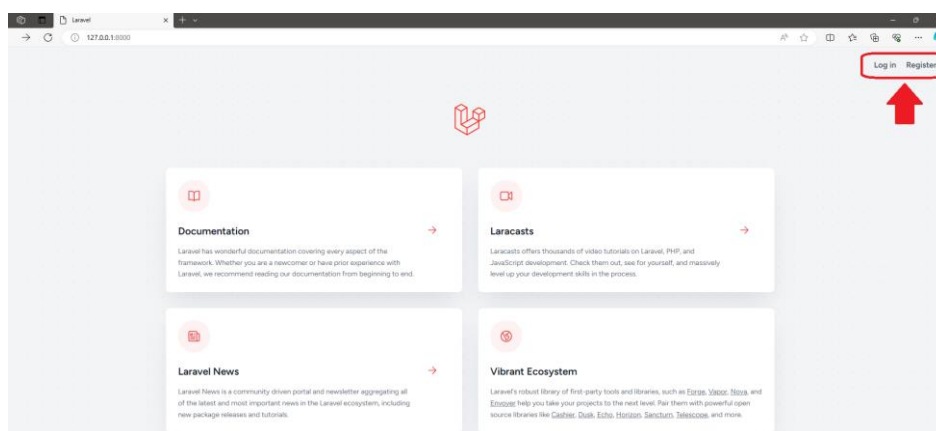 Laravel
127.0.0.1:8000
Log in Register
Documentation
Laravel has wonderful documentation covering every aspect of the
framework. Whether you are a newcomer or have prior experience with
Laravel, we recommend reading our documentation from beginning to end.
Laracasts
Laracasts offers thousands of video tutorials on Laravel, PHP, and
JavaScript development. Check them out, see for yourself, and massively
level up your development skills in the process.
Laravel News
Laravel News is a community driven portal and newsletter aggregating all
of the latest and most important news in the Laravel ecosystem, including
new package releases and tutorials.
Vibrant Ecosystem
Laravel's robust library of first-party tools and libraries, such as Forge, Vapor, Nova, and
Envoyer help you take your projects to the next level. Pair them with powerful open
source libraries like Cashier, Dusk, Echo, Horizon, Sanctum, Telescope, and more.